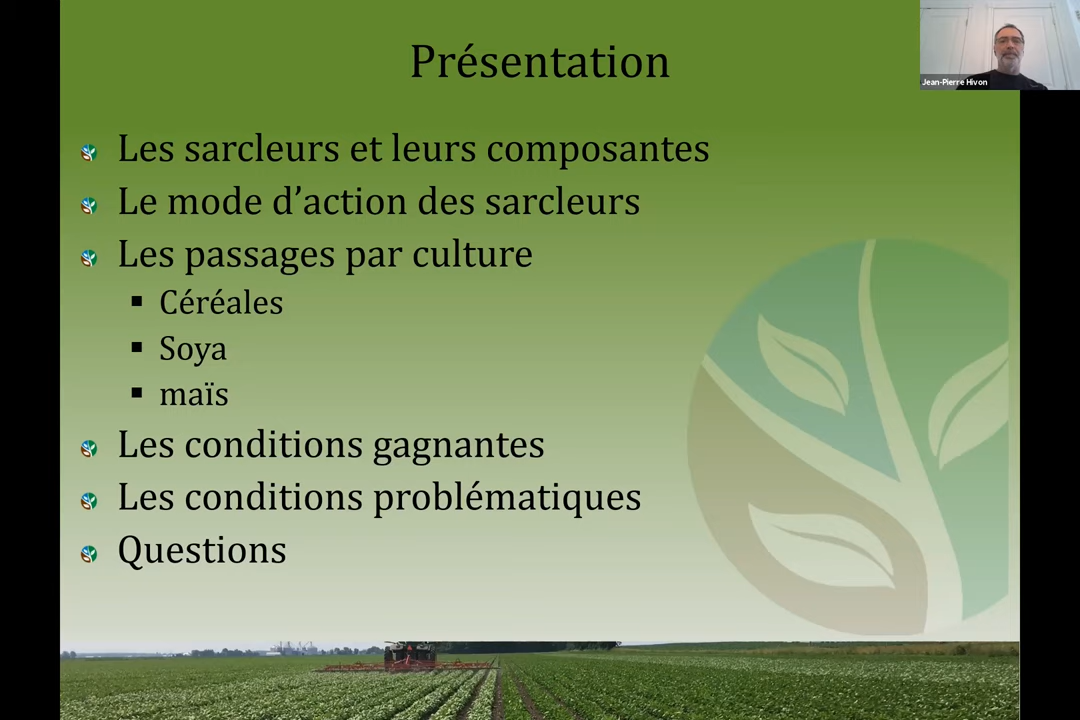 Présentation
Jean-Pierre Hivon
Les sarcleurs et leurs composantes
Le mode d’action des sarcleurs
Les passages par culture
Céréales
Soya
maïs
Les conditions gagnantes
Les conditions problématiques
Questions